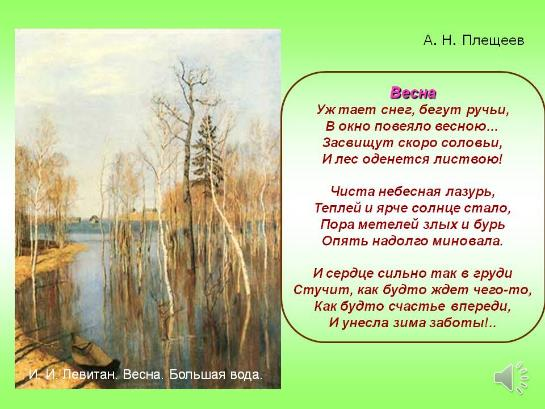 А. Н. Плещеев
Весна
Уж тает снег, бегут ручьи,
В окно повеяло весною...
Засвищут скоро соловьи,
И лес оденется листвою!
Чиста небесная лазурь,
Теплей и ярче солнце стало,
Пора метелей злых и бурь
Опять надолго миновала.
И сердце сильно так в груди
Стучит, как будто ждет чего-то,
Как будто счастье впереди,
И унесла зима заботы!..
И. И. Левитан. Весна. Большая вода.